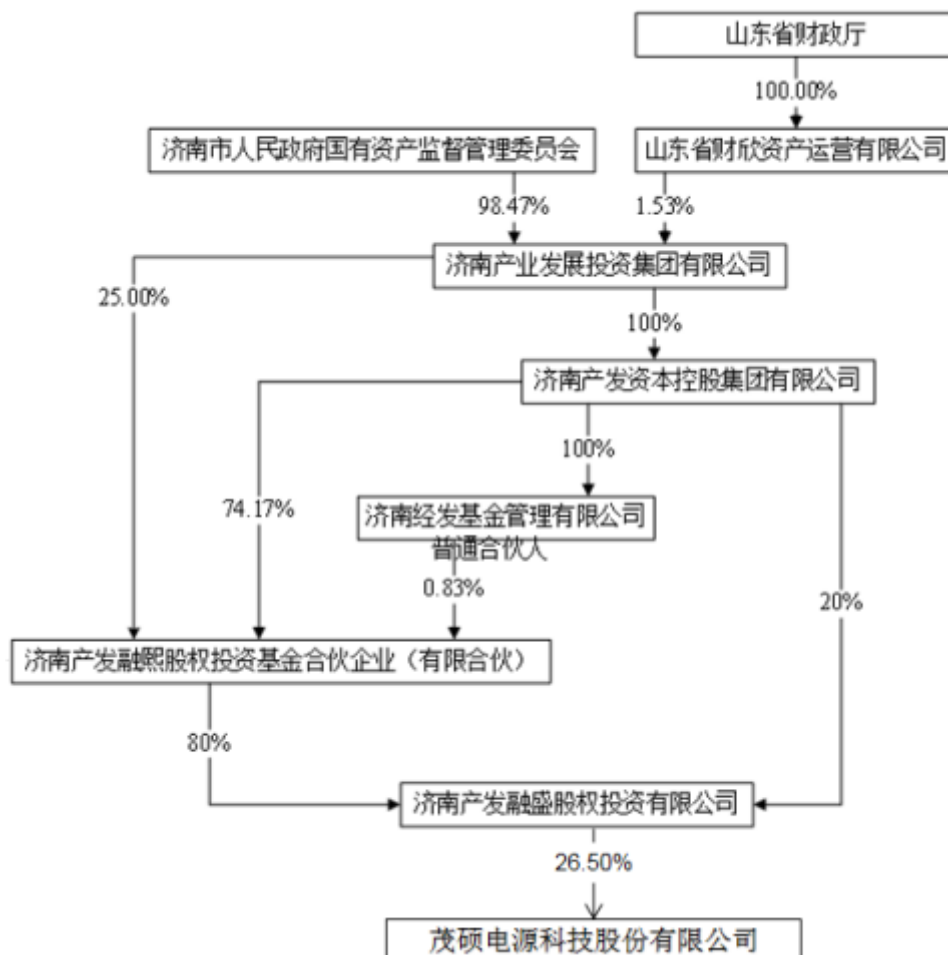 山东省财政厅
100.00%
济南市人民政府国有资产监督管理委员会
山东省财欣资产运营有限公司
98.47%
1.53%
济南产业发展投资集团有限公司
25.00%
100%
济南产发资本控股集团有限公司
100%
74.17%
济南经发基金管理有限公司
普通合伙人
0.83%
20%
济南产发融熙股权投资基金合伙企业（有限合伙）
80%
济南产发融盛股权投资有限公司
26.50%
茂硕电源科技股份有限公司